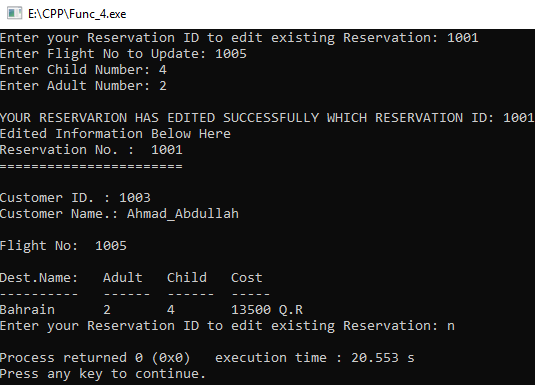 E:\CPP\Func_4.exe
Enter your Reservation ID to edit existing Reservation: 1001
Enter Flight No to Update: 1005
Enter Child Number: 4
Enter Adult Number: 2
YOUR RESERVARION HAS EDITED SUCCESSFULLY WHICH RESERVATION ID: 1001
Edited Information Below Here
Reservation No. :  1001
=======================
Customer ID. : 1003
Customer Name.: Ahmad_Abdullah
Flight No:  1005
Dest.Name:   Adult   Child   Cost
----------   ------  ------  -----
Bahrain      2       4       13500 Q.R
Enter your Reservation ID to edit existing Reservation: n
Process returned 0 (0x0)   execution time : 20.553 s
Press any key to continue.